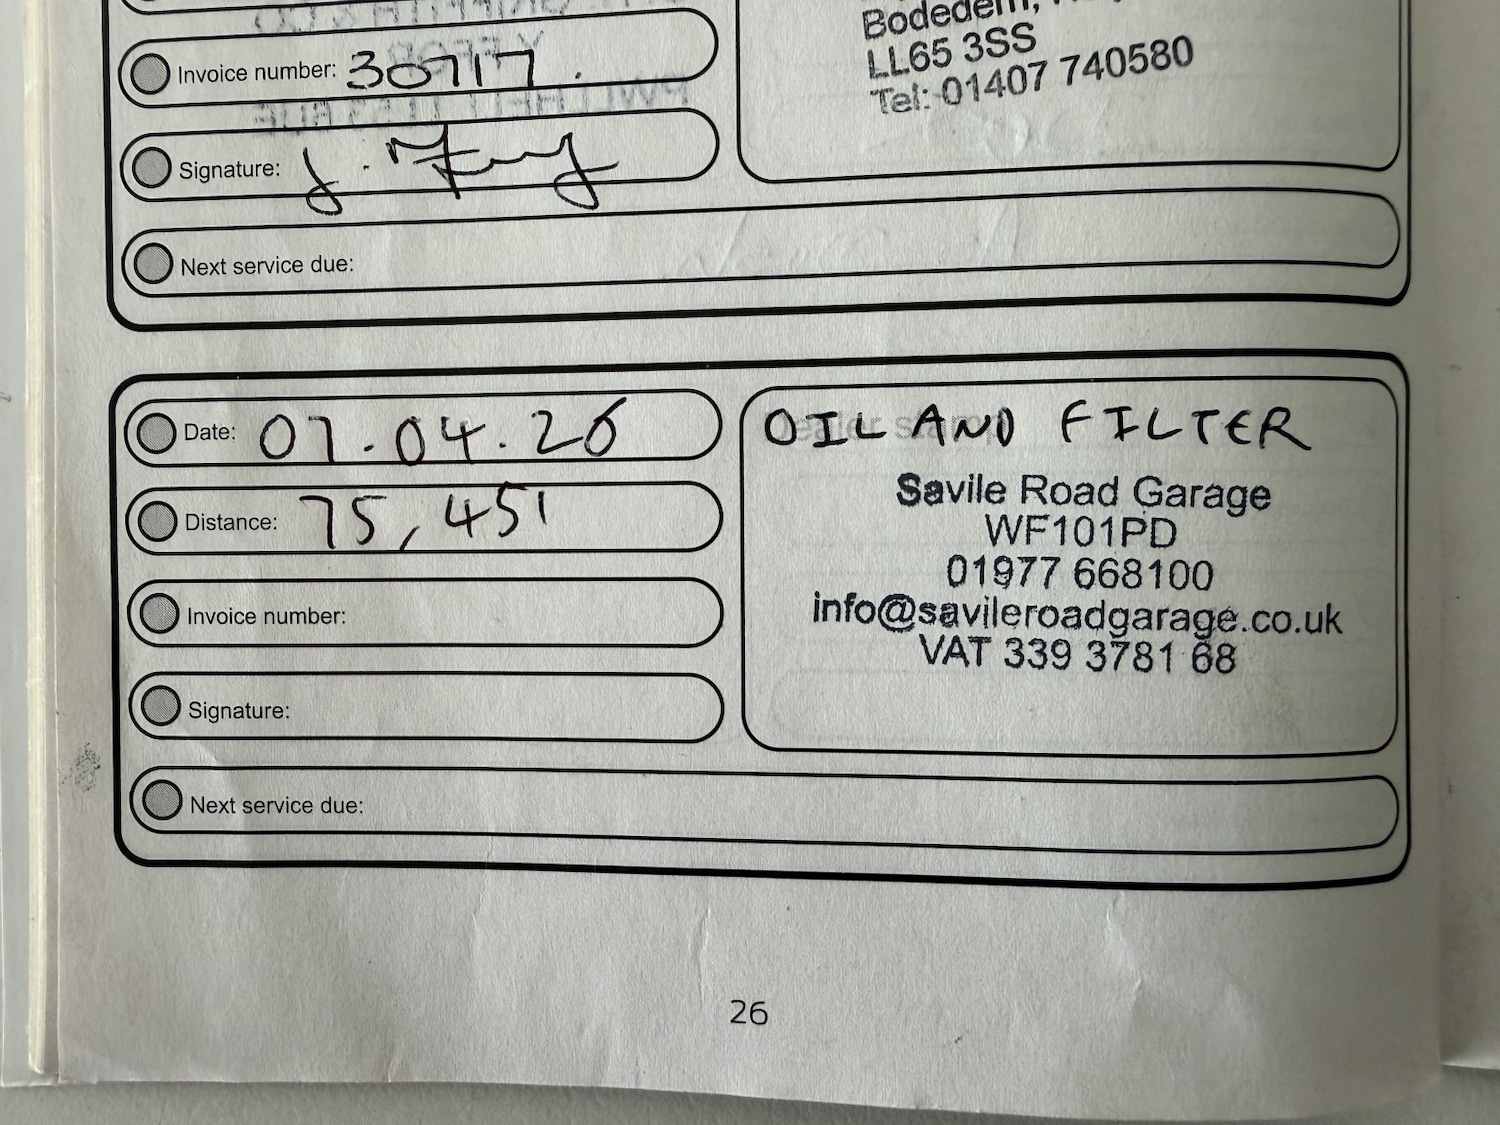 Invoice number: 30717.
Signature:
Next service due:
Bodedern,
LL65 3SS
Tel: 01407 740580
Date: 07.04.26
Distance: 75,451
Invoice number:
Signature:
Next service due:
OIL AND FILTER
Savile Road Garage
WF101PD
01977 668100
info@savileroadgarage.co.uk
VAT 339 3781 68
26